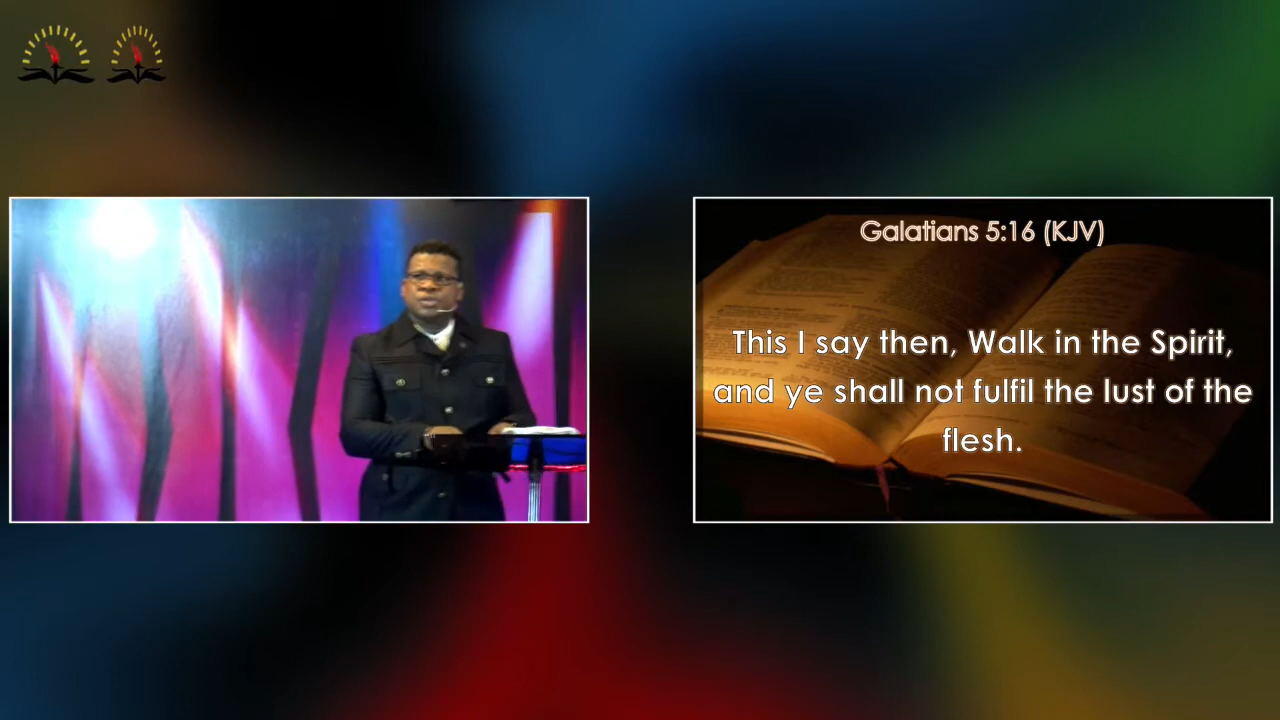 Galatians 5:16 (KJV)
This I say then, Walk in the Spirit,
and ye shall not fulfil the lust of the
flesh.